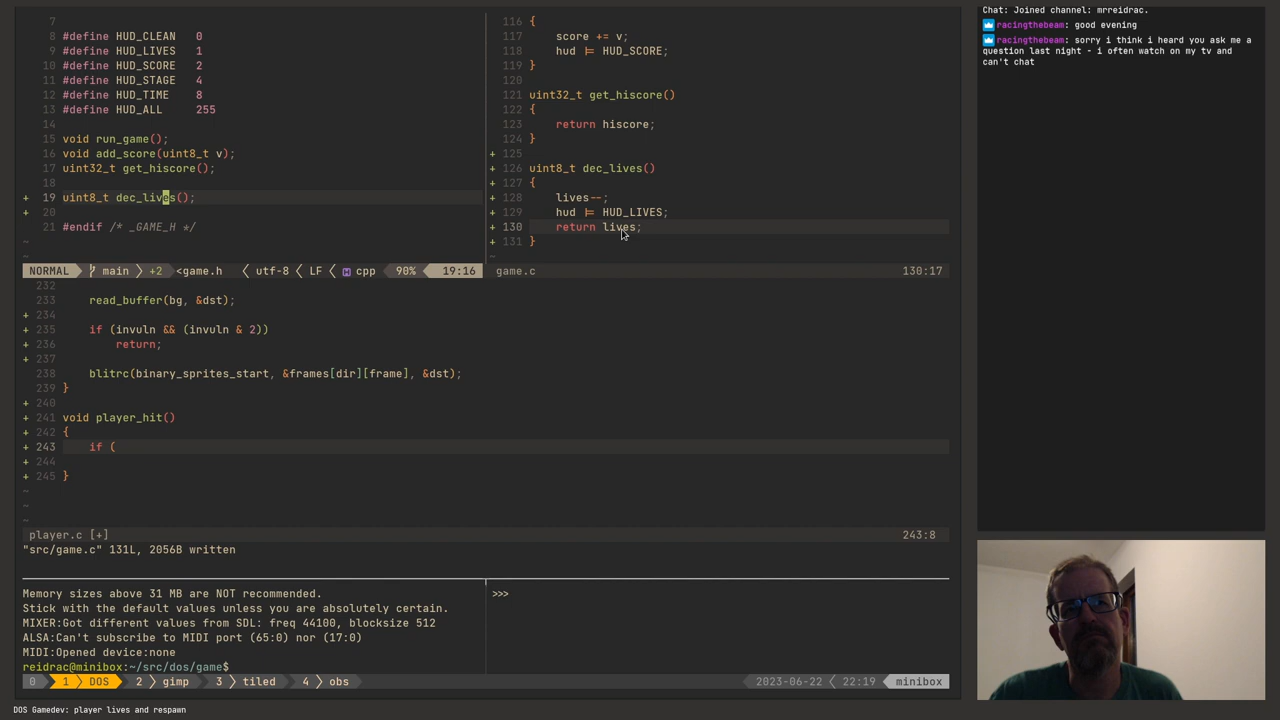 7
8 #define HUD_CLEAN 0
9 #define HUD_LIVES 1
10 #define HUD_SCORE 2
11 #define HUD_STAGE 4
12 #define HUD_TIME 8
13 #define HUD_ALL 255
14
15 void run_game();
16 void add_score(uint8_t v);
17 uint32_t get_hiscore();
18
+ 19 uint8_t dec_lives();
+ 20
21 #endif /* _GAME_H */
~
NORMAL main +2 <game.h utf-8 LF cpp 90% 19:16
116 {
117 score += v;
118 hud |= HUD_SCORE;
119 }
120
121 uint32_t get_hiscore()
122 {
123 return hiscore;
124 }
+ 125
+ 126 uint8_t dec_lives()
+ 127 {
+ 128 lives--;
+ 129 hud |= HUD_LIVES;
+ 130 return lives;
+ 131 }
~
game.c 130:17
232
233 read_buffer(bg, &dst);
+ 234
+ 235 if (invuln && (invuln & 2))
+ 236 return;
+ 237
238 blitrc(binary_sprites_start, &frames[dir][frame], &dst);
239 }
+ 240
+ 241 void player_hit()
+ 242 {
+ 243 if (
+ 244
+ 245 }
~
~
~
player.c [+] 243:8
"src/game.c" 131L, 2056B written
Memory sizes above 31 MB are NOT recommended.
Stick with the default values unless you are absolutely certain.
MIXER:Got different values from SDL: freq 44100, blocksize 512
ALSA:Can't subscribe to MIDI port (65:0) nor (17:0)
MIDI:Opened device:none
reidrac@minibox:~/src/dos/game$
>>>
0 1 DOS 2 gimp 3 tiled 4 obs 2023-06-22 22:19 minibox
Chat: Joined channel: mrreidrac.
racingthebeam: good evening
racingthebeam: sorry i think i heard you ask me a
question last night - i often watch on my tv and
can't chat
DOS Gamedev: player lives and respawn